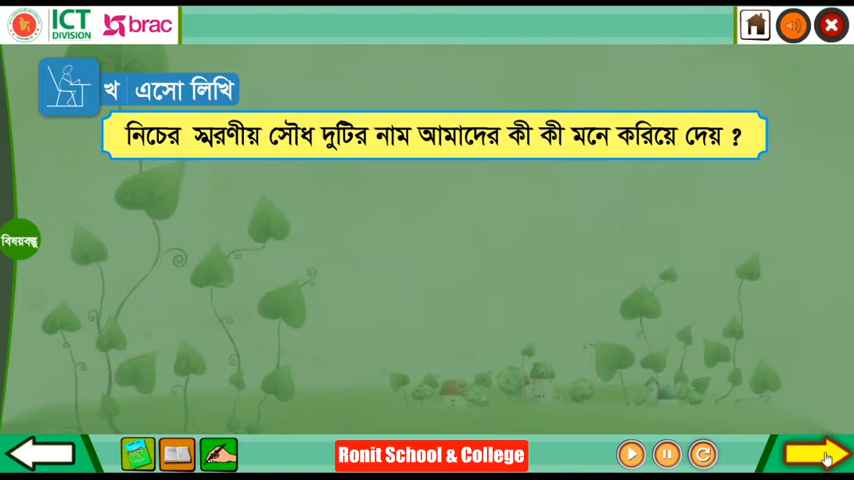 ICT
DIVISION
brac
খ এসো লিখি
নিচের স্মরণীয় সৌধ দুটির নাম আমাদের কী কী মনে করিয়ে দেয় ?
বিষয়বস্তু
Ronit School & College